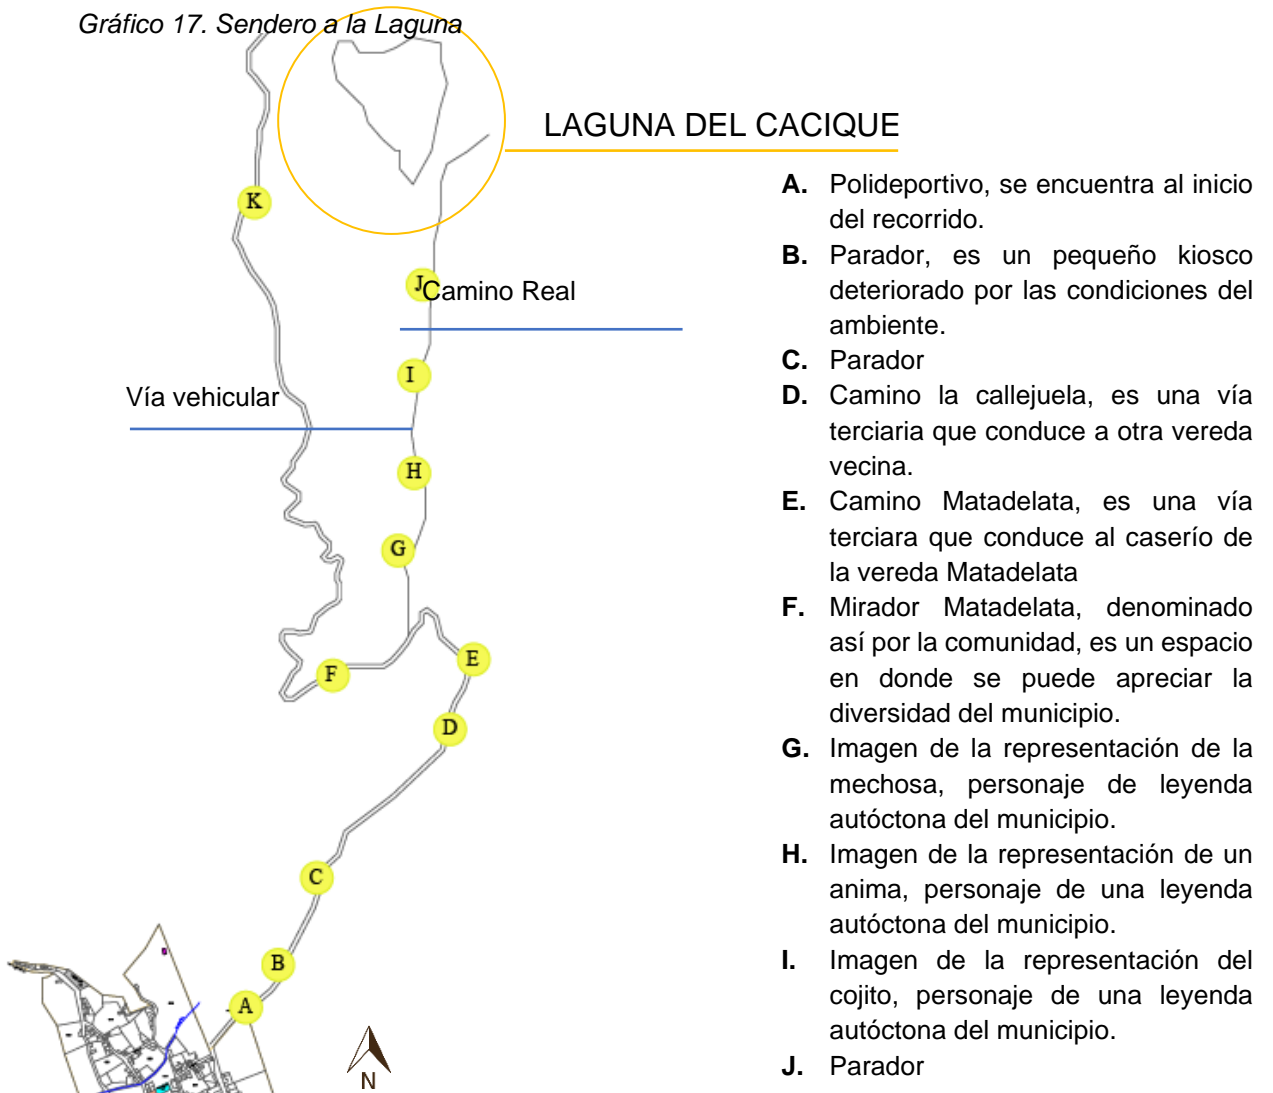 Gráfico 17. Sendero a la Laguna
LAGUNA DEL CACIQUE
K
J
Camino Real
I
Vía vehicular
H
G
E
F
D
C
B
A
N
A. Polideportivo, se encuentra al inicio
del recorrido.
B. Parador, es un pequeño kiosco
deteriorado por las condiciones del
ambiente.
C. Parador
D. Camino la callejuela, es una vía
terciaria que conduce a otra vereda
vecina.
E. Camino Matadelata, es una vía
terciara que conduce al caserío de
la vereda Matadelata
F. Mirador Matadelata, denominado
así por la comunidad, es un espacio
en donde se puede apreciar la
diversidad del municipio.
G. Imagen de la representación de la
mechosa, personaje de leyenda
autóctona del municipio.
H. Imagen de la representación de un
anima, personaje de una leyenda
autóctona del municipio.
I. Imagen de la representación del
cojito, personaje de una leyenda
autóctona del municipio.
J. Parador